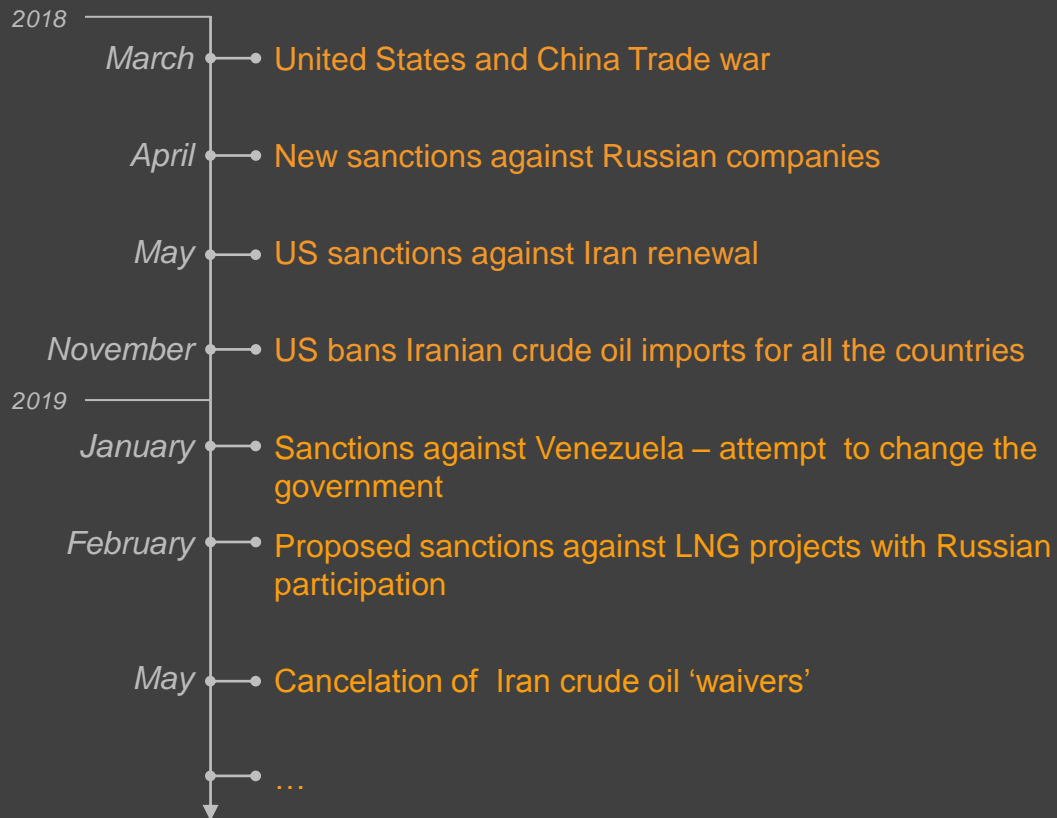 2018
March United States and China Trade war
April New sanctions against Russian companies
May US sanctions against Iran renewal
November US bans Iranian crude oil imports for all the countries
2019
January Sanctions against Venezuela – attempt to change the
government
February Proposed sanctions against LNG projects with Russian
participation
May Cancelation of Iran crude oil ‘waivers’
…